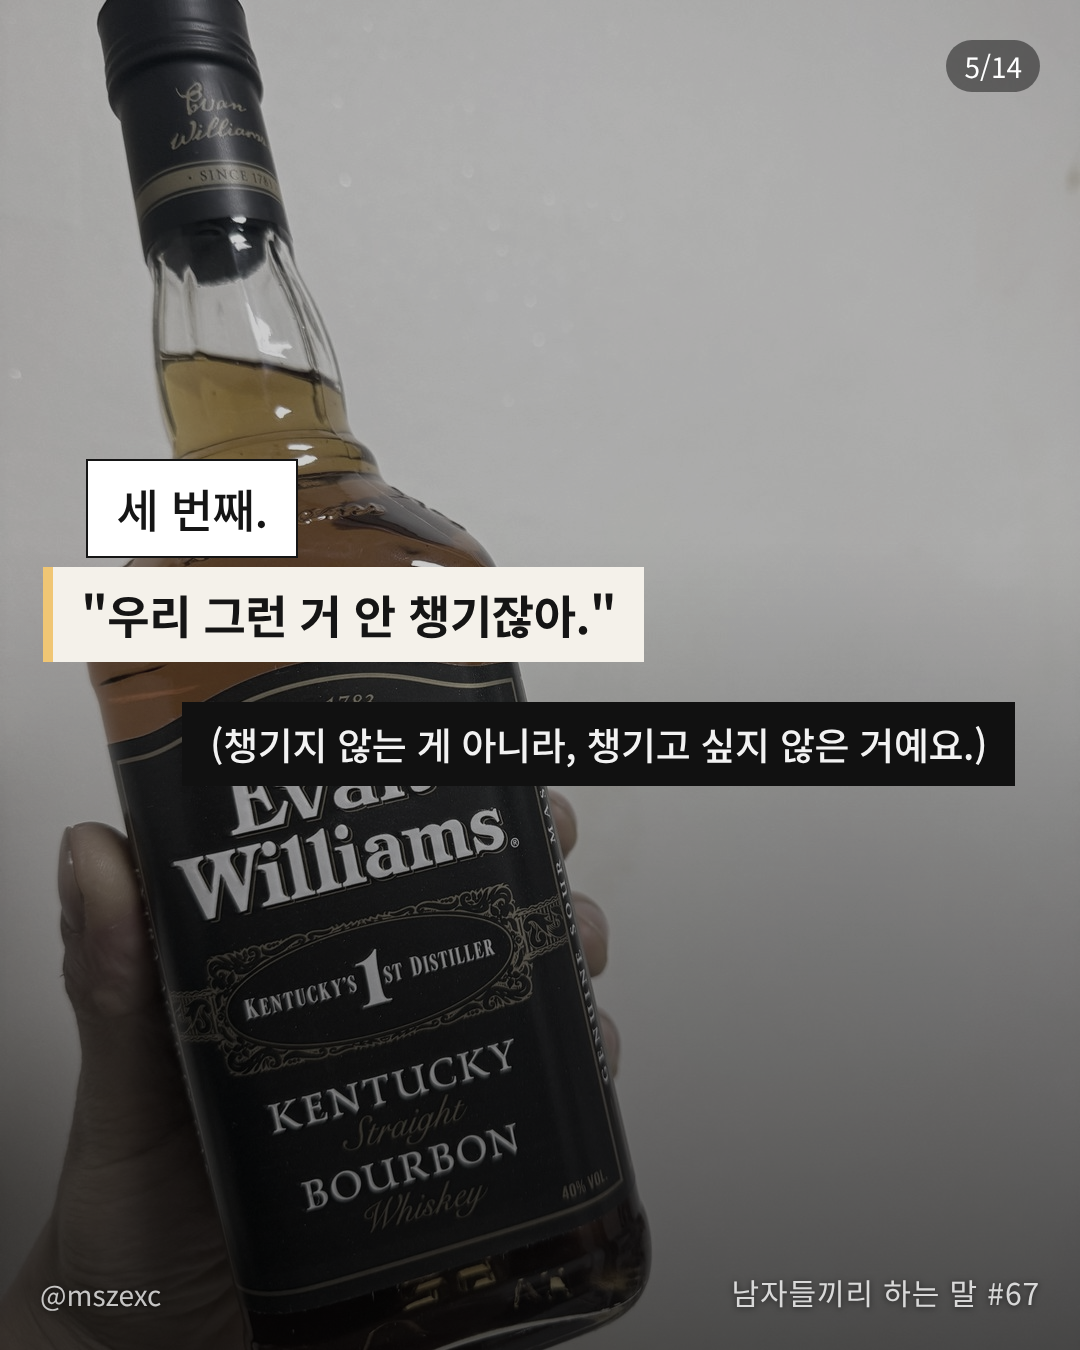 5/14
Evan
Williams
· SINCE 1783
세 번째.
"우리 그런 거 안 챙기잖아."
1783
(챙기지 않는 게 아니라, 챙기고 싶지 않은 거예요.)
Evan
Williams®
KENTUCKY'S 1ST DISTILLER
GENUINE SOUR
KENTUCKY
Straight
BOURBON
Whiskey
40% VOL.
@mszexc
남자들끼리 하는 말 #67